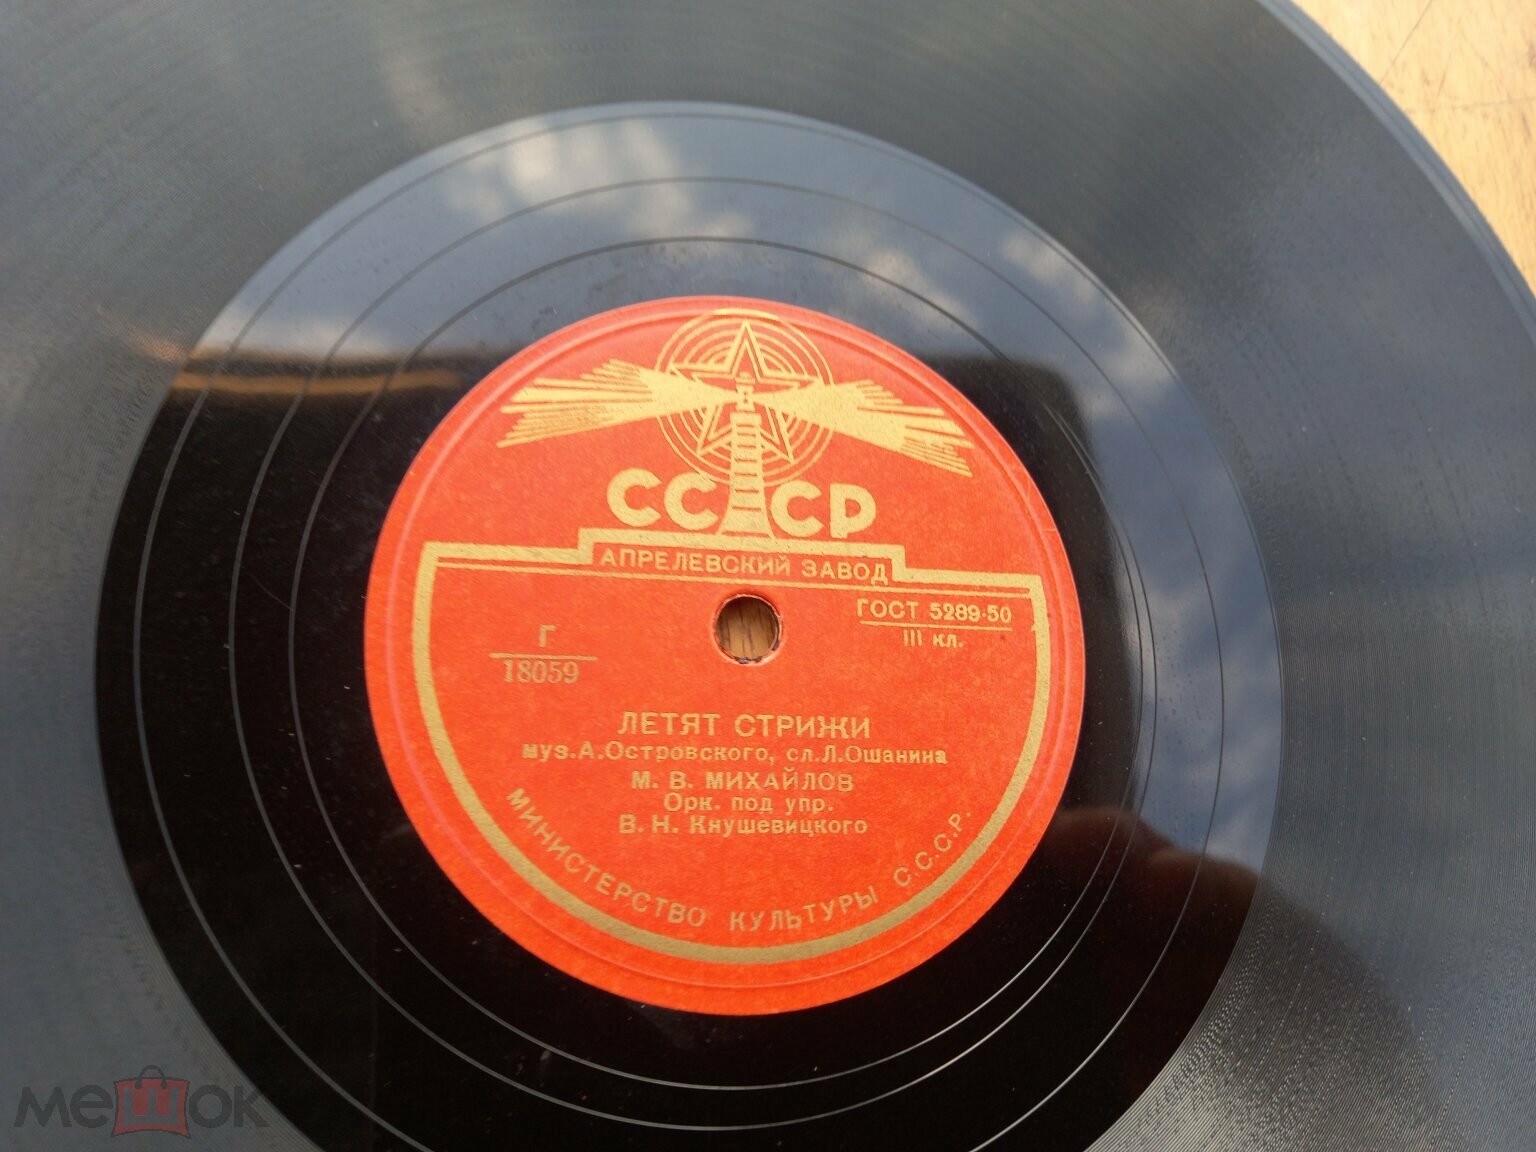 СССР
АПРЕЛЕВСКИЙ ЗАВОД
ГОСТ 5289-50
III кл.
Г
18059
ЛЕТЯТ СТРИЖИ
муз.А.Островского, сл.Л.Ошанина
М. В. МИХАЙЛОВ
Орк. под упр.
В. Н. Кнушевицкого
МИНИСТЕРСТВО КУЛЬТУРЫ С.С.С.Р.
мешок